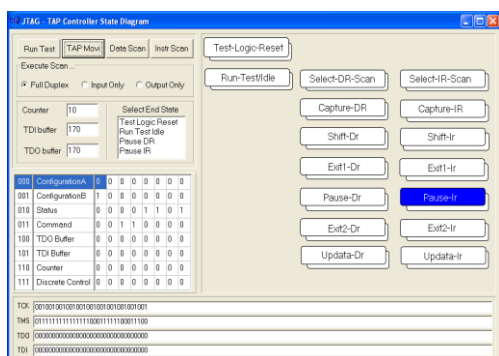 JTAG - TAP Controller State Diagram
Run Test TAP Movi Data Scan Instr Scan
Execute Scan ...
Full Duplex Input Only Output Only
Counter 10
TDI buffer 170
TDO buffer 170
Select End State
Test Logic Reset
Run Test Idle
Pause DR
Pause IR
000 ConfigurationA 0 0 0 0 0 0 0 0
001 ConfigurationB 1 0 0 0 0 0 0 0
010 Status 0 0 0 0 1 1 0 1
011 Command 0 0 1 1 0 0 0 0
100 TDO Buffer 0 0 0 0 0 0 0 0
101 TDI Buffer 0 0 0 0 0 0 0 0
110 Counter 0 0 0 0 0 0 0 0
111 Discrete Control 0 0 0 0 0 0 0 0
Test-Logic-Reset
Run-Test/Idle Select-DR-Scan Select-IR-Scan
Capture-DR Capture-IR
Shift-Dr Shift-Ir
Exit1-Dr Exit1-Ir
Pause-Dr Pause-Ir
Exit2-Dr Exit2-Ir
Updata-Dr Updata-Ir
TCK
TMS
TDO
TDI